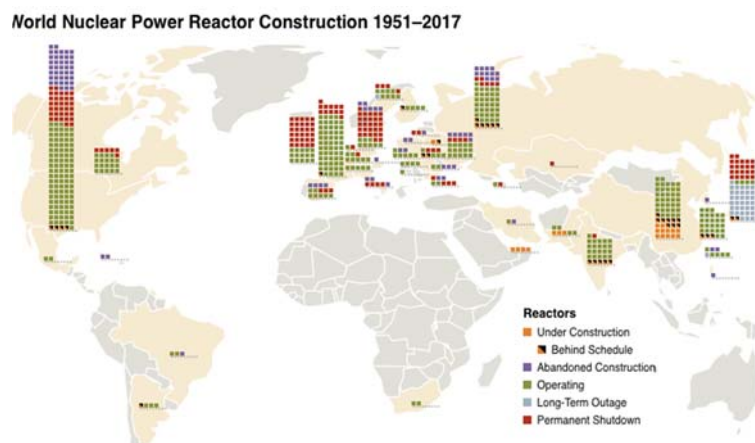 World Nuclear Power Reactor Construction 1951–2017
Reactors
Under Construction
Behind Schedule
Abandoned Construction
Operating
Long-Term Outage
Permanent Shutdown